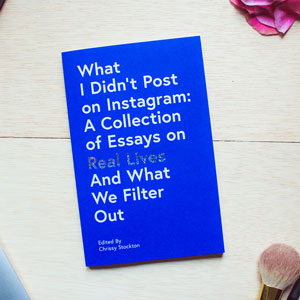 What
I Didn't Post
on Instagram:
A Collection
of Essays on
Real Lives
And What
We Filter
Out
Edited By
Chrissy Stockton